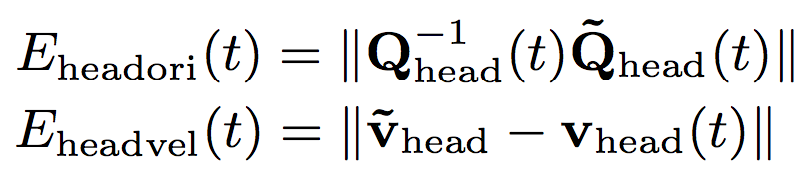 E_headori(t) = ‖Q_head^−1(t)Q̃_head(t)‖
E_headvel(t) = ‖ṽ_head − v_head(t)‖